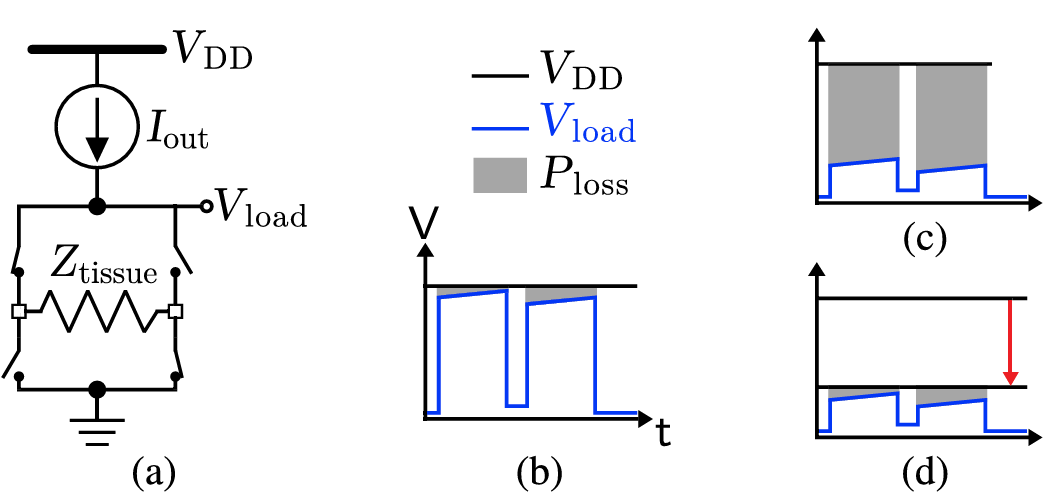 V_DD
I_out
V_load
Z_tissue
(a)
V_DD
V_load
P_loss
V
t
(b)
(c)
(d)